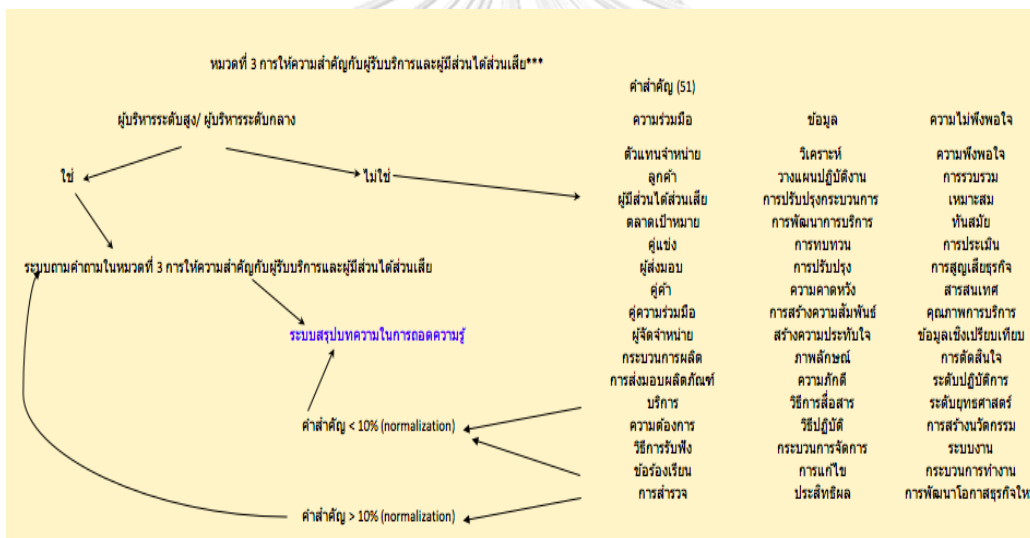 หมวดที่ 3 การให้ความสำคัญกับผู้รับบริการและผู้มีส่วนได้ส่วนเสีย***
คำสำคัญ (51)
ผู้บริหารระดับสูง/ ผู้บริหารระดับกลาง
ใช่
ไม่ใช่
ระบบถามคำถามในหมวดที่ 3 การให้ความสำคัญกับผู้รับบริการและผู้มีส่วนได้ส่วนเสีย
ระบบสรุปบทความในการถอดความรู้
คำสำคัญ < 10% (normalization)
คำสำคัญ > 10% (normalization)
ความร่วมมือ ข้อมูล ความไม่พึงพอใจ
ตัวแทนจำหน่าย วิเคราะห์ ความพึงพอใจ
ลูกค้า วางแผนปฏิบัติงาน การรวบรวม
ผู้มีส่วนได้ส่วนเสีย การปรับปรุงกระบวนการ เหมาะสม
ตลาดเป้าหมาย การพัฒนาการบริการ ทันสมัย
คู่แข่ง การทบทวน การประเมิน
ผู้ส่งมอบ การปรับปรุง การสูญเสียธุรกิจ
คู่ค้า ความคาดหวัง สารสนเทศ
คู่ความร่วมมือ การสร้างความสัมพันธ์ คุณภาพการบริการ
ผู้จัดจำหน่าย สร้างความประทับใจ ข้อมูลเชิงเปรียบเทียบ
กระบวนการผลิต ภาพลักษณ์ การตัดสินใจ
การส่งมอบผลิตภัณฑ์ ความภักดี ระดับปฏิบัติการ
บริการ วิธีการสื่อสาร ระดับยุทธศาสตร์
ความต้องการ วิธีปฏิบัติ การสร้างนวัตกรรม
วิธีการรับฟัง กระบวนการจัดการ ระบบงาน
ข้อร้องเรียน การแก้ไข กระบวนการทำงาน
การสำรวจ ประสิทธิผล การพัฒนาโอกาสธุรกิจให